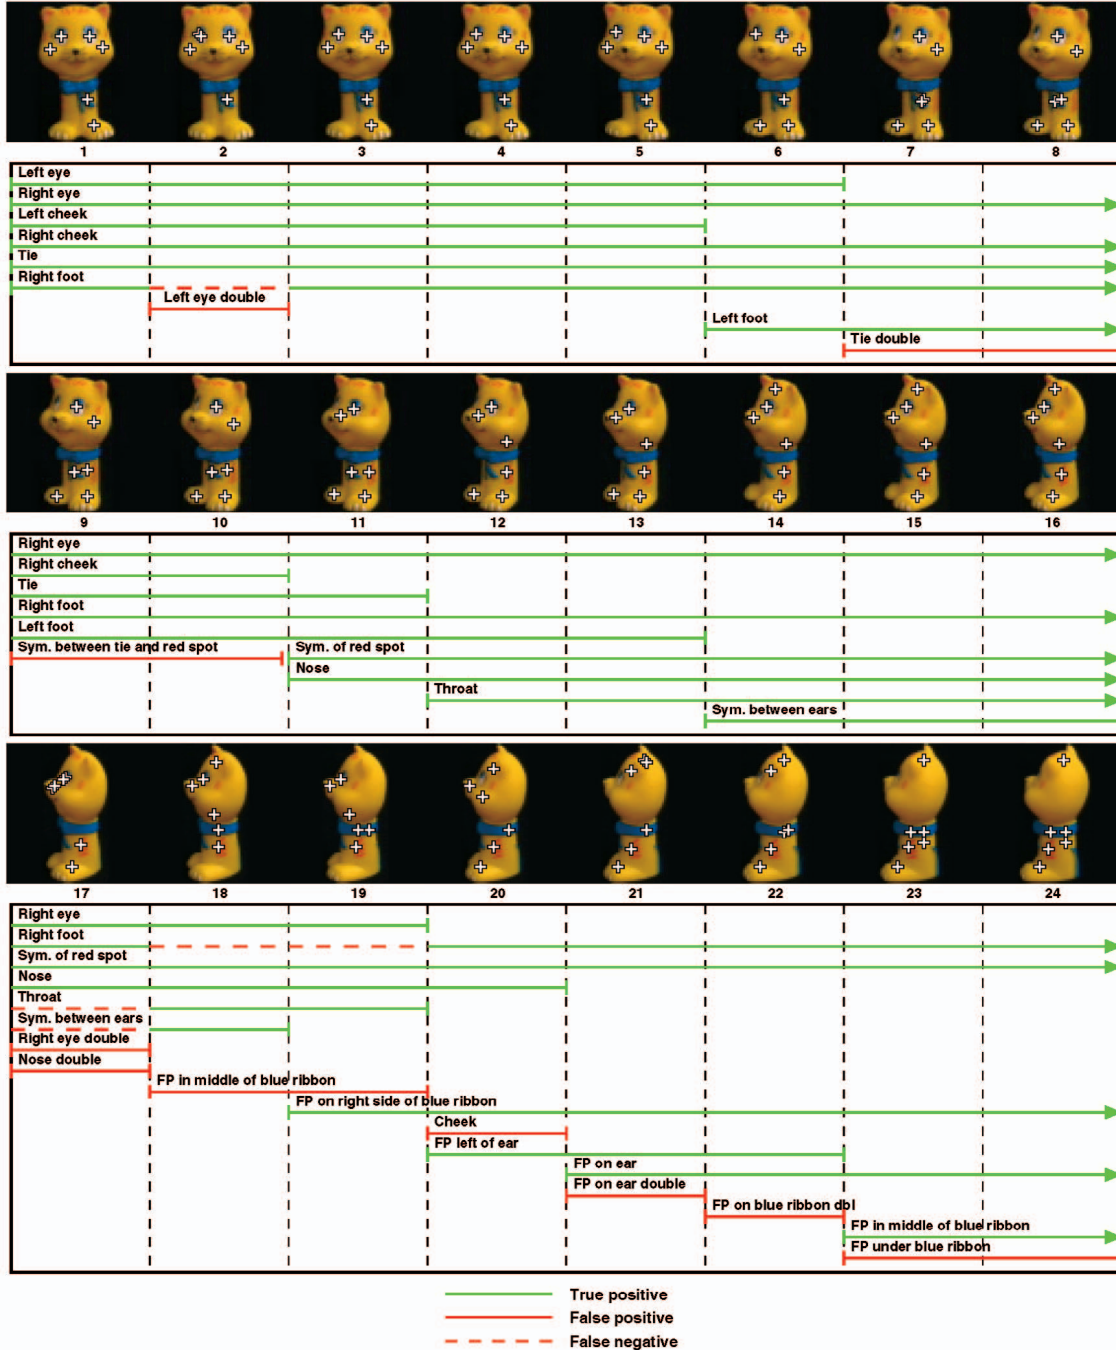 1 2 3 4 5 6 7 8
Left eye
Right eye
Left cheek
Right cheek
Tie
Right foot
Left eye double
Left foot
Tie double
9 10 11 12 13 14 15 16
Right eye
Right cheek
Tie
Right foot
Left foot
Sym. between tie and red spot Sym. of red spot
Nose
Throat
Sym. between ears
17 18 19 20 21 22 23 24
Right eye
Right foot
Sym. of red spot
Nose
Throat
Sym. between ears
Right eye double
Nose double
FP in middle of blue ribbon
FP on right side of blue ribbon
Cheek
FP left of ear
FP on ear
FP on ear double
FP on blue ribbon dbl
FP in middle of blue ribbon
FP under blue ribbon
True positive
False positive
False negative